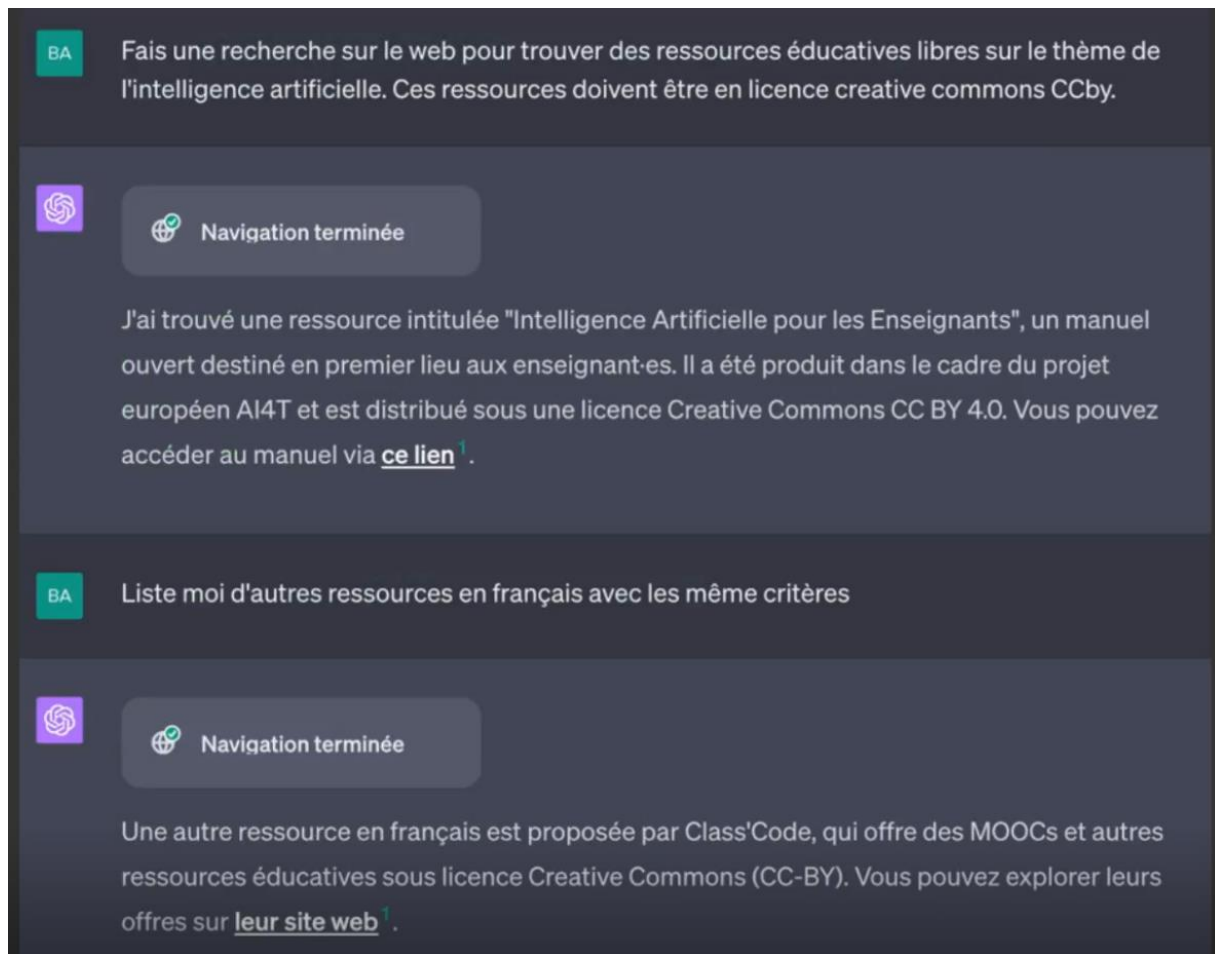 BA
Fais une recherche sur le web pour trouver des ressources éducatives libres sur le thème de
l'intelligence artificielle. Ces ressources doivent être en licence creative commons CCby.
Navigation terminée
J'ai trouvé une ressource intitulée "Intelligence Artificielle pour les Enseignants", un manuel
ouvert destiné en premier lieu aux enseignant·es. Il a été produit dans le cadre du projet
européen AI4T et est distribué sous une licence Creative Commons CC BY 4.0. Vous pouvez
accéder au manuel via ce lien 1.
BA
Liste moi d'autres ressources en français avec les même critères
Navigation terminée
Une autre ressource en français est proposée par Class'Code, qui offre des MOOCs et autres
ressources éducatives sous licence Creative Commons (CC-BY). Vous pouvez explorer leurs
offres sur leur site web 1.